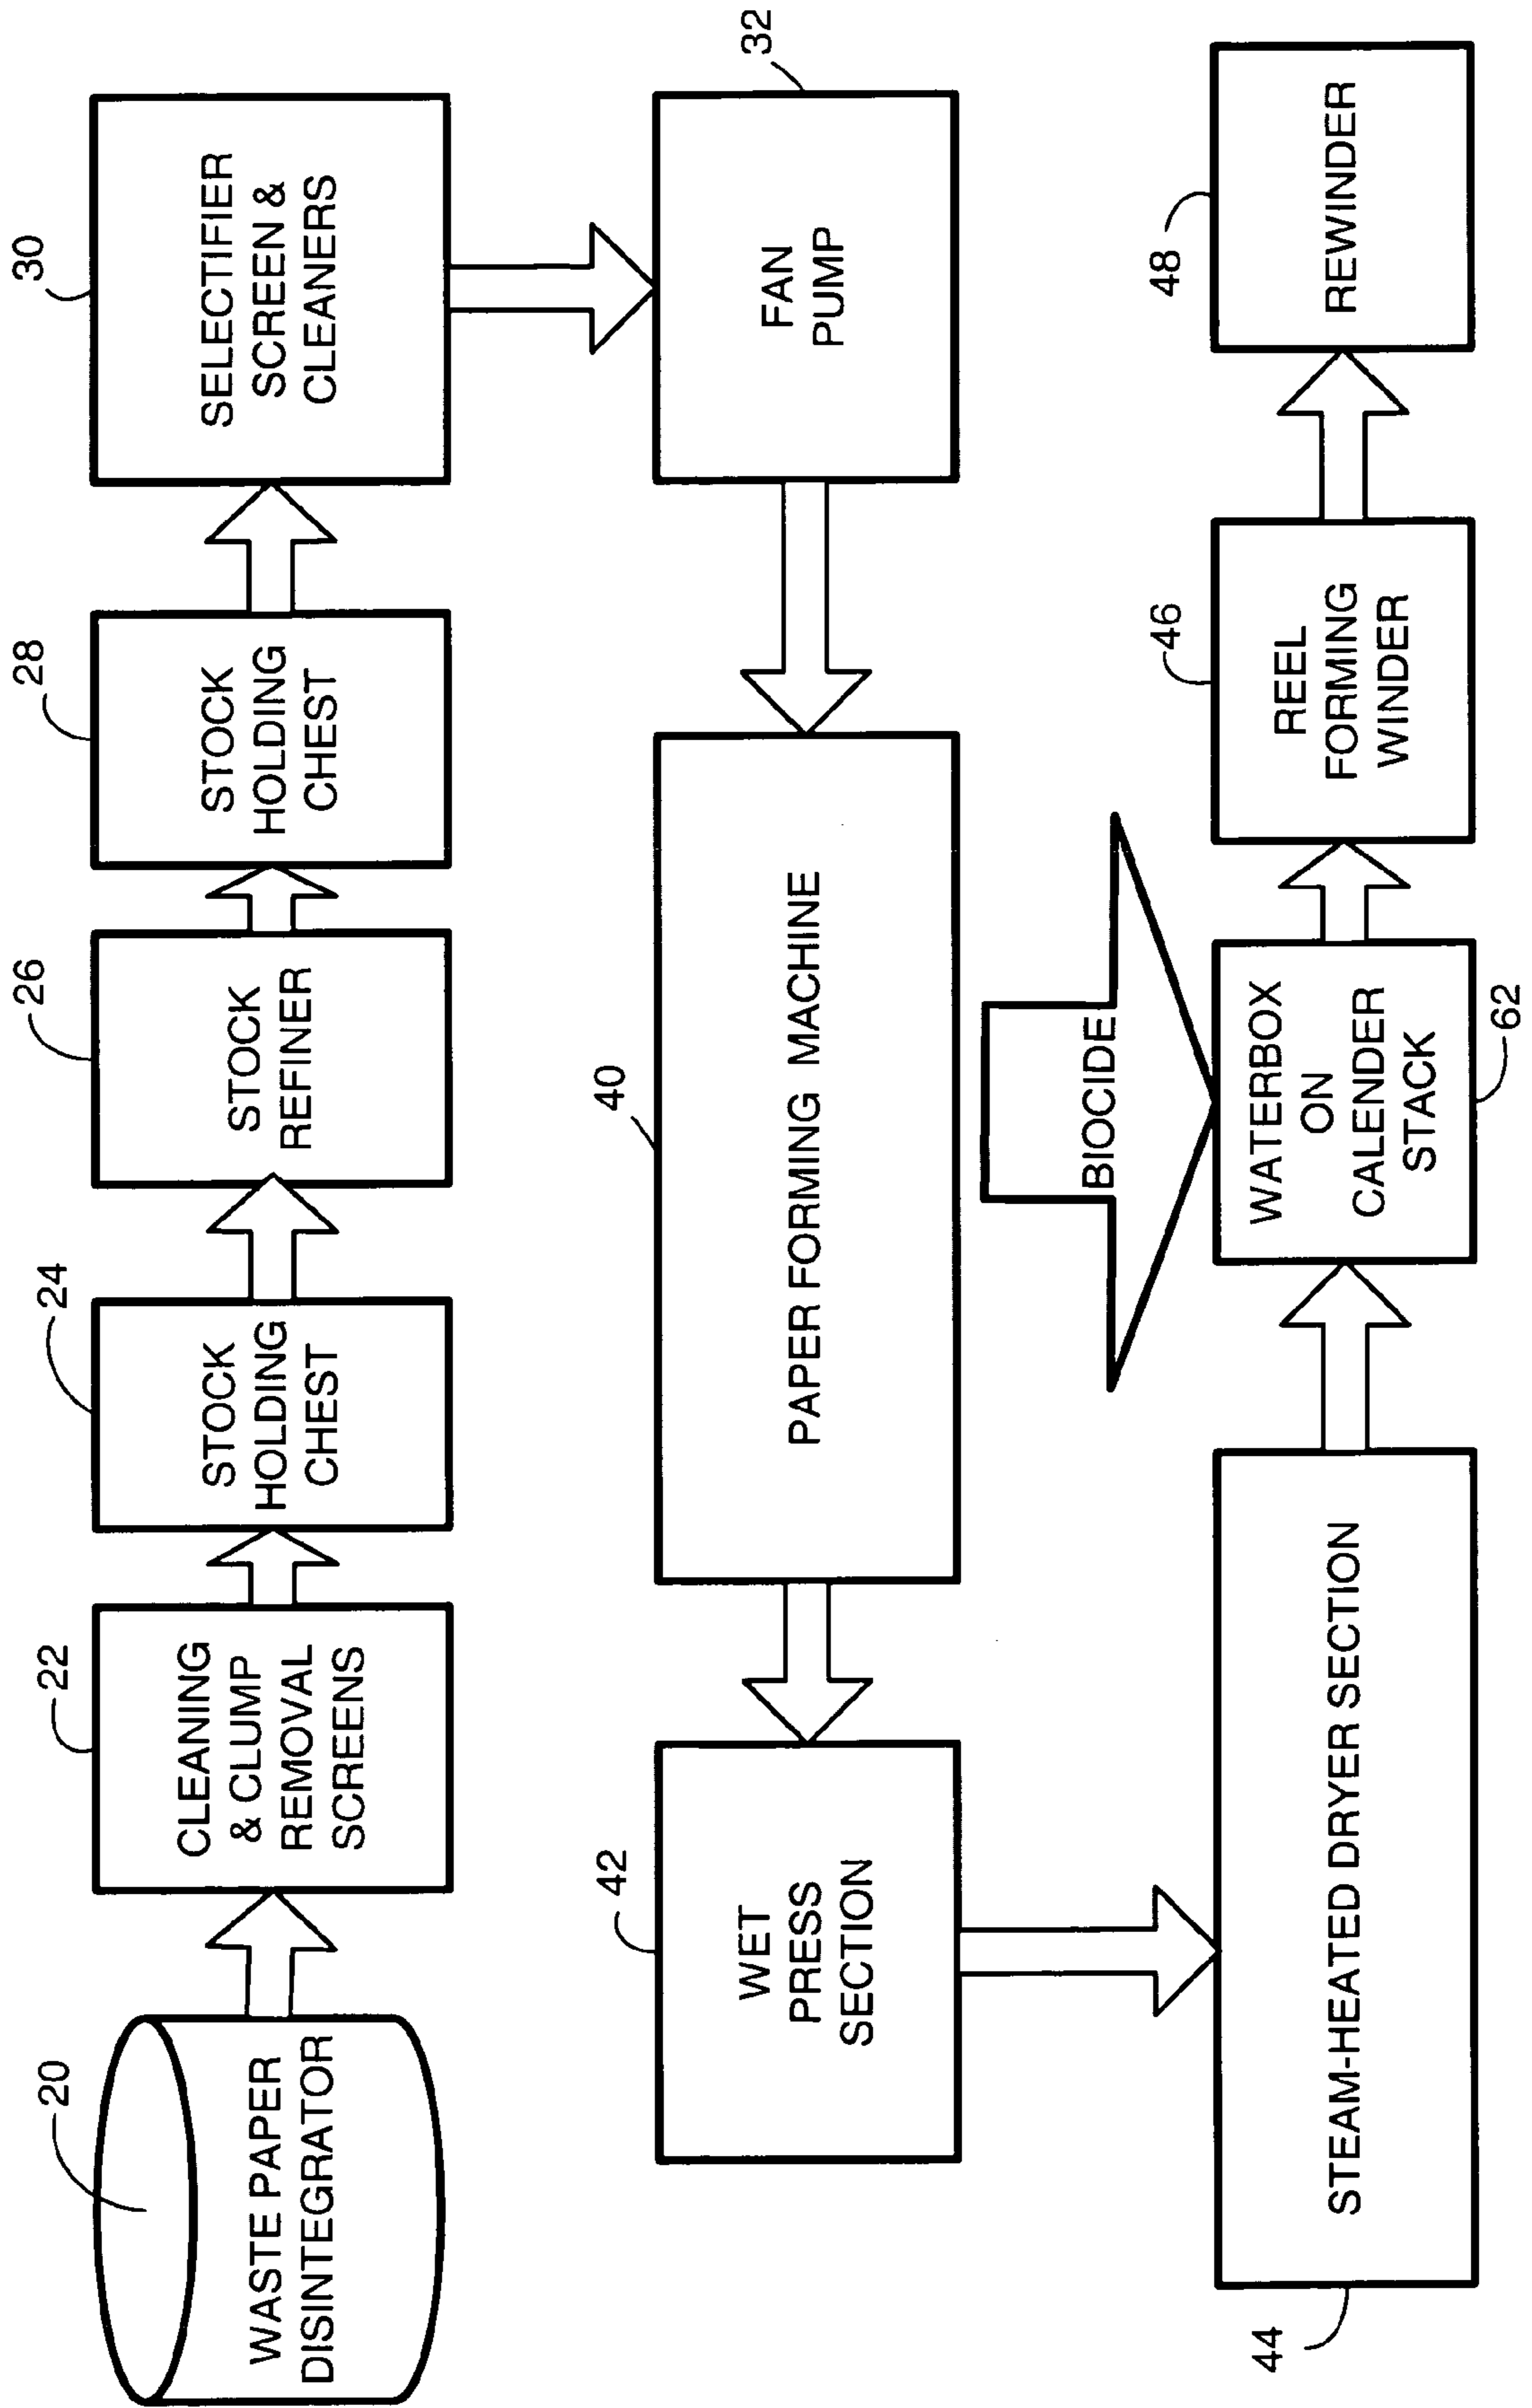 20
WASTE PAPER
DISINTEGRATOR
22
CLEANING
& CLUMP
REMOVAL
SCREENS
24
STOCK
HOLDING
CHEST
26
STOCK
REFINER
28
STOCK
HOLDING
CHEST
30
SELECTIFIER
SCREEN &
CLEANERS
32
FAN
PUMP
40
PAPER FORMING MACHINE
42
WET
PRESS
SECTION
44
STEAM-HEATED DRYER SECTION
BIOCIDE
WATERBOX
ON
CALENDER
STACK
62
46
REEL
FORMING
WINDER
48
REWINDER